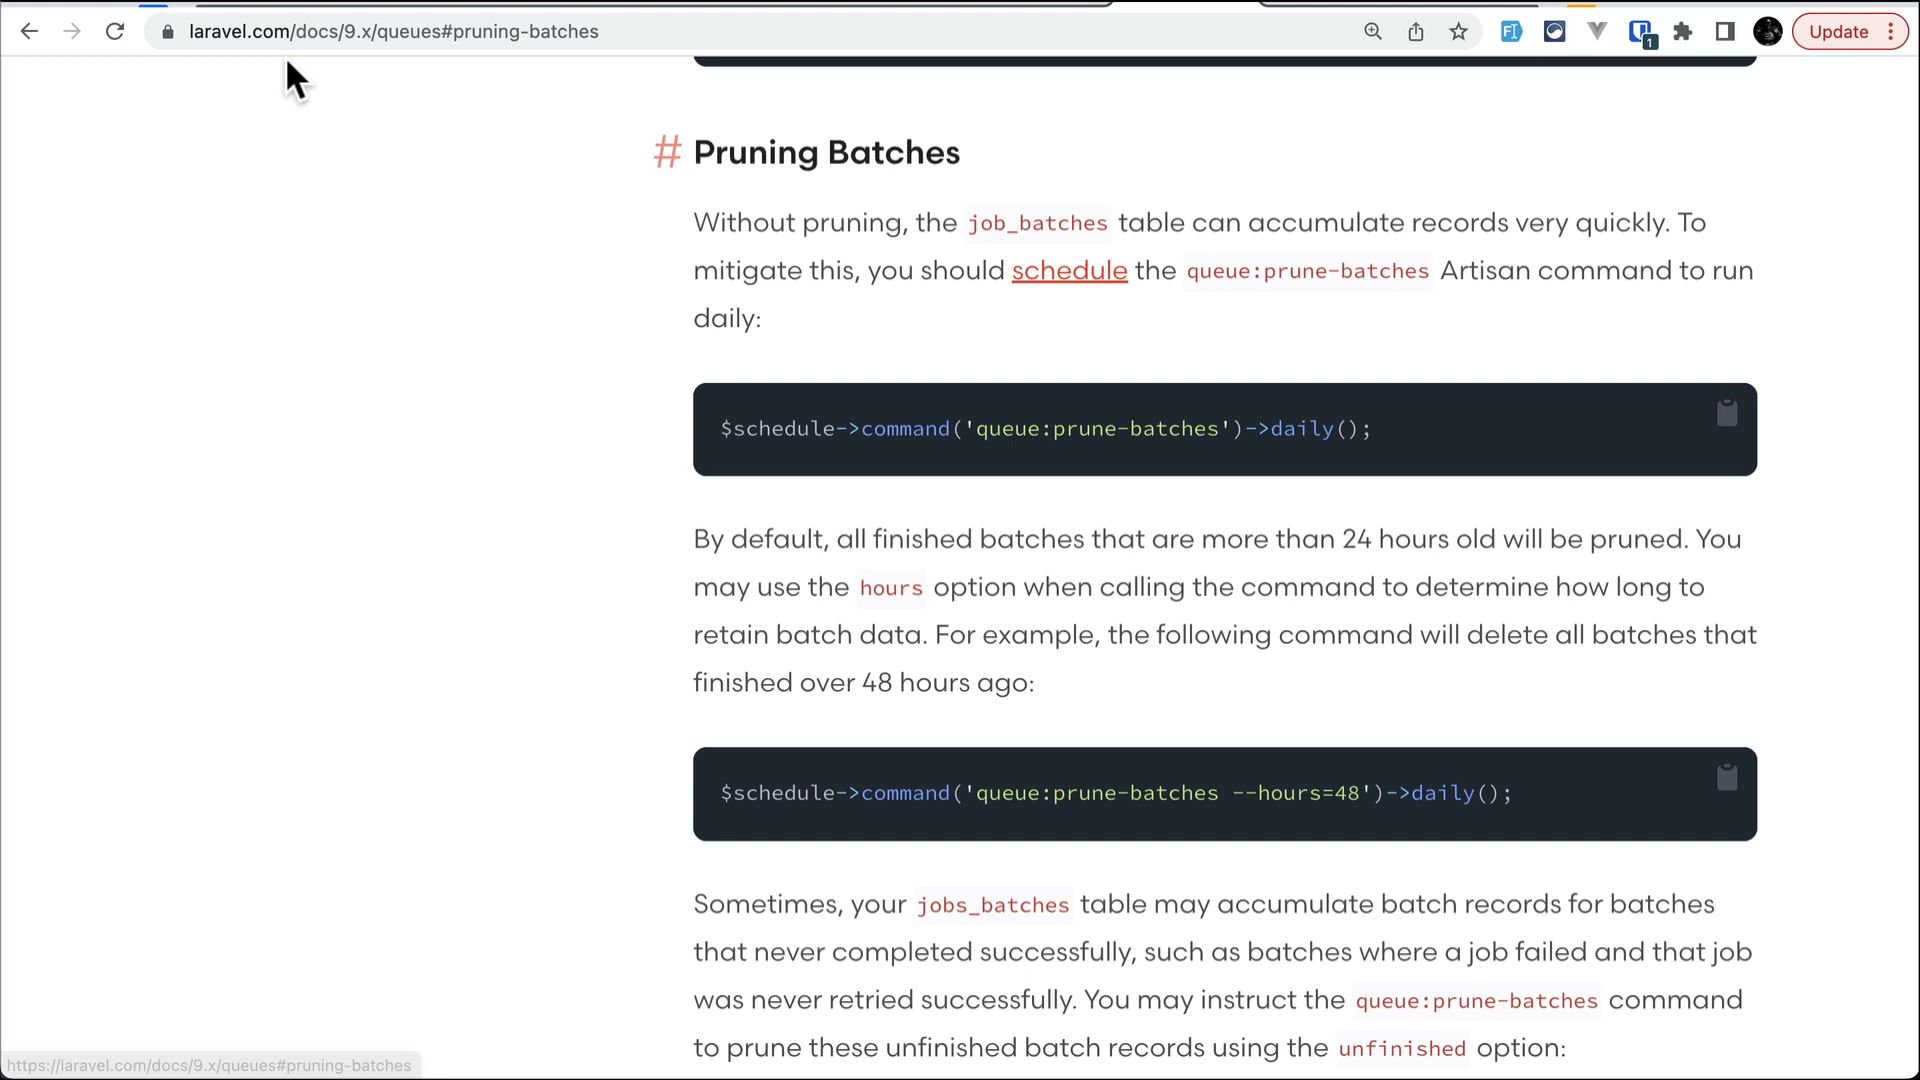 laravel.com/docs/9.x/queues#pruning-batches
1
Update
# Pruning Batches
Without pruning, the job_batches table can accumulate records very quickly. To
mitigate this, you should schedule the queue:prune-batches Artisan command to run
daily:
$schedule->command('queue:prune-batches')->daily();
By default, all finished batches that are more than 24 hours old will be pruned. You
may use the hours option when calling the command to determine how long to
retain batch data. For example, the following command will delete all batches that
finished over 48 hours ago:
$schedule->command('queue:prune-batches --hours=48')->daily();
Sometimes, your jobs_batches table may accumulate batch records for batches
that never completed successfully, such as batches where a job failed and that job
was never retried successfully. You may instruct the queue:prune-batches command
to prune these unfinished batch records using the unfinished option:
https://laravel.com/docs/9.x/queues#pruning-batches